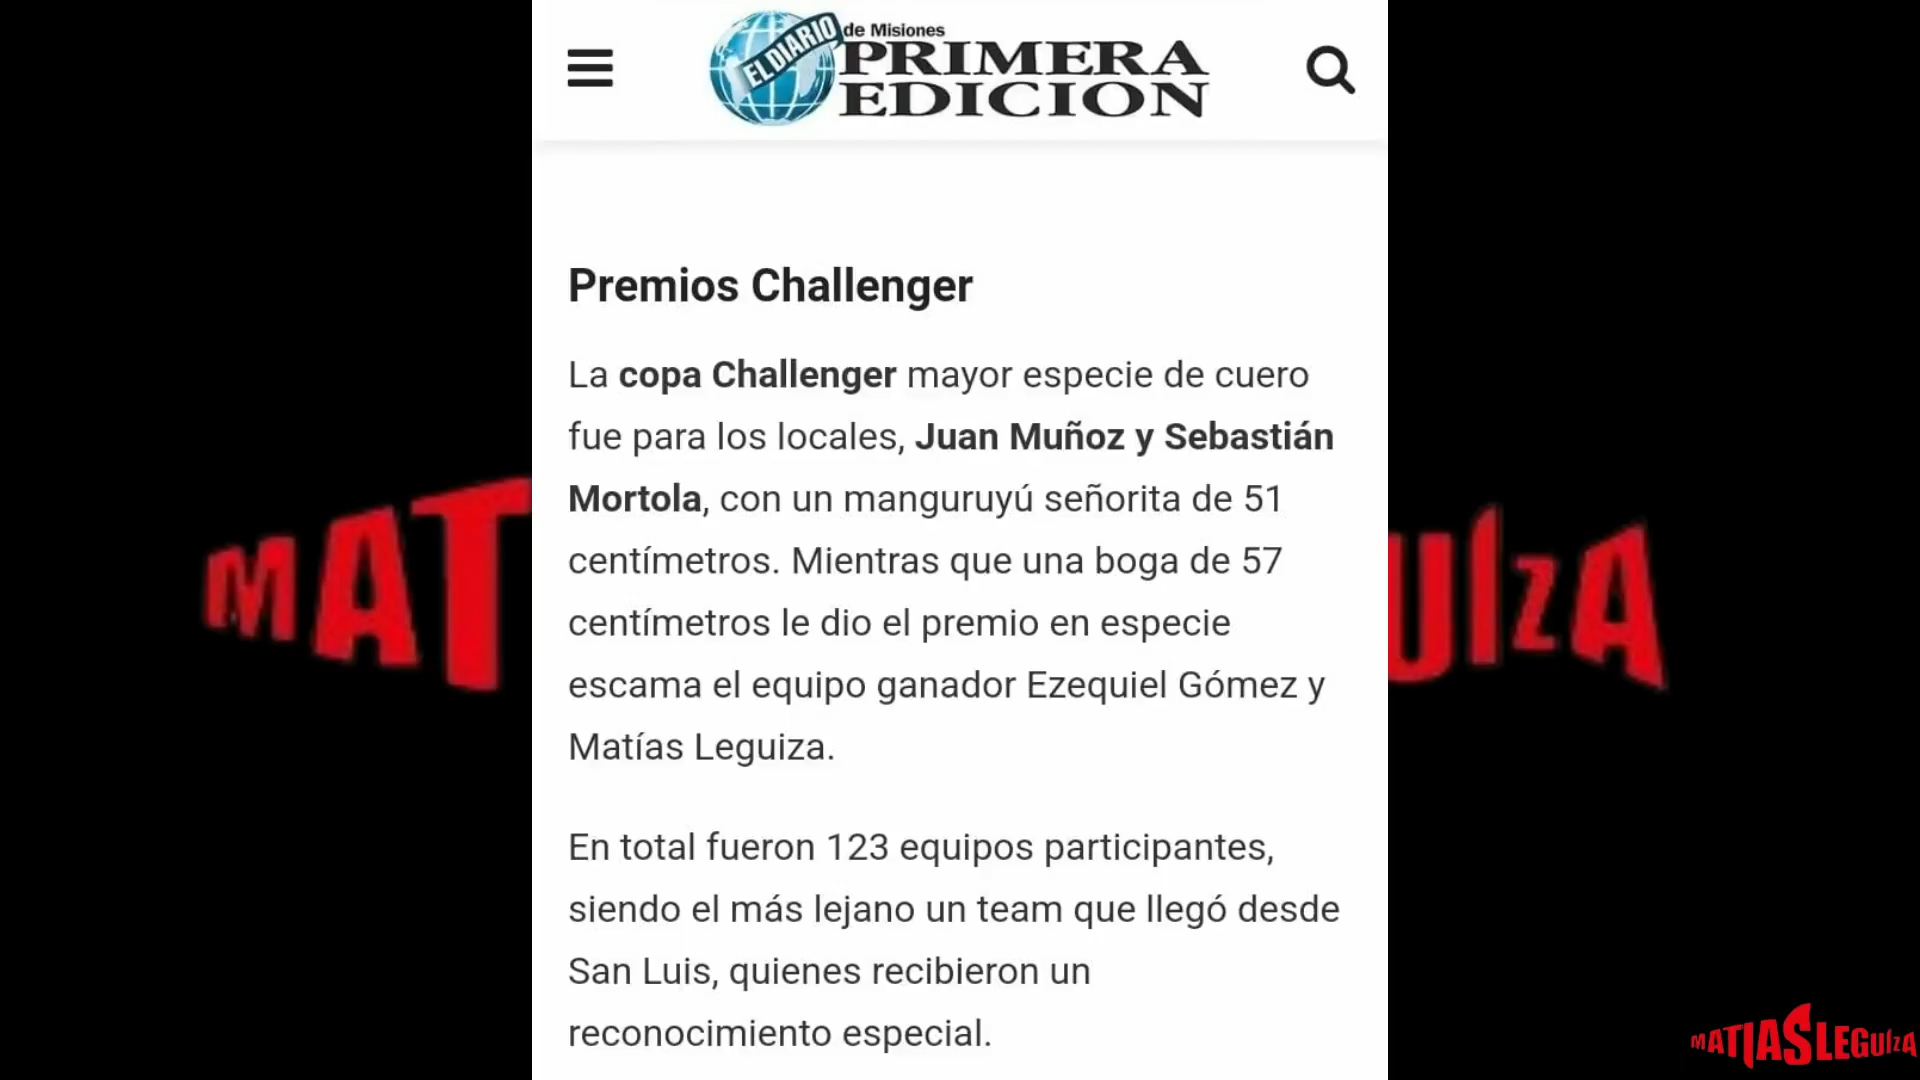 EL DIARIO de Misiones
PRIMERA
EDICION
Premios Challenger
La copa Challenger mayor especie de cuero
fue para los locales, Juan Muñoz y Sebastián
Mortola, con un manguruyú señorita de 51
centímetros. Mientras que una boga de 57
centímetros le dio el premio en especie
escama el equipo ganador Ezequiel Gómez y
Matías Leguiza.
En total fueron 123 equipos participantes,
siendo el más lejano un team que llegó desde
San Luis, quienes recibieron un
reconocimiento especial.
MAT
UIZA
MATIAS LEGUIZA